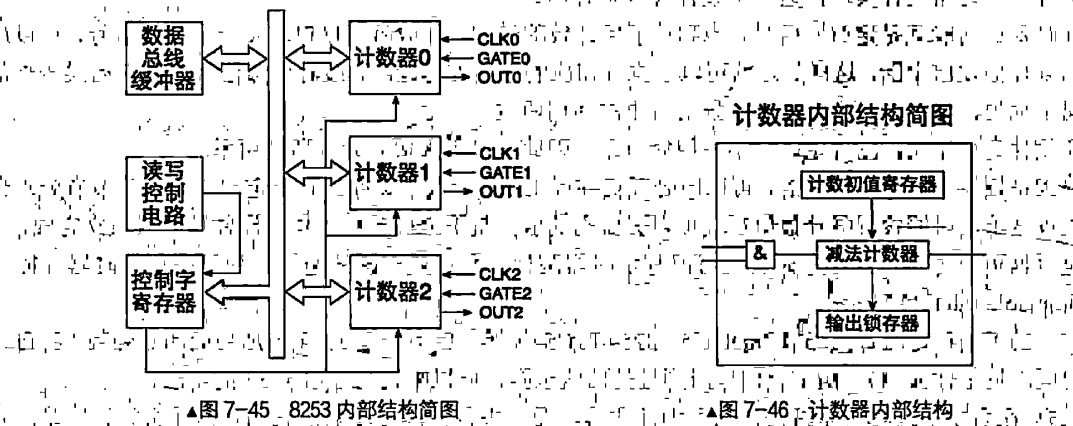 数据
总线
缓冲器
计数器0
CLK0
GATE0
OUT0
读写
控制
电路
计数器1
CLK1
GATE1
OUT1
控制字
寄存器
计数器2
CLK2
GATE2
OUT2
▲图 7-45 8253 内部结构简图
计数器内部结构简图
计数初值寄存器
&
减法计数器
输出锁存器
▲图 7-46 计数器内部结构